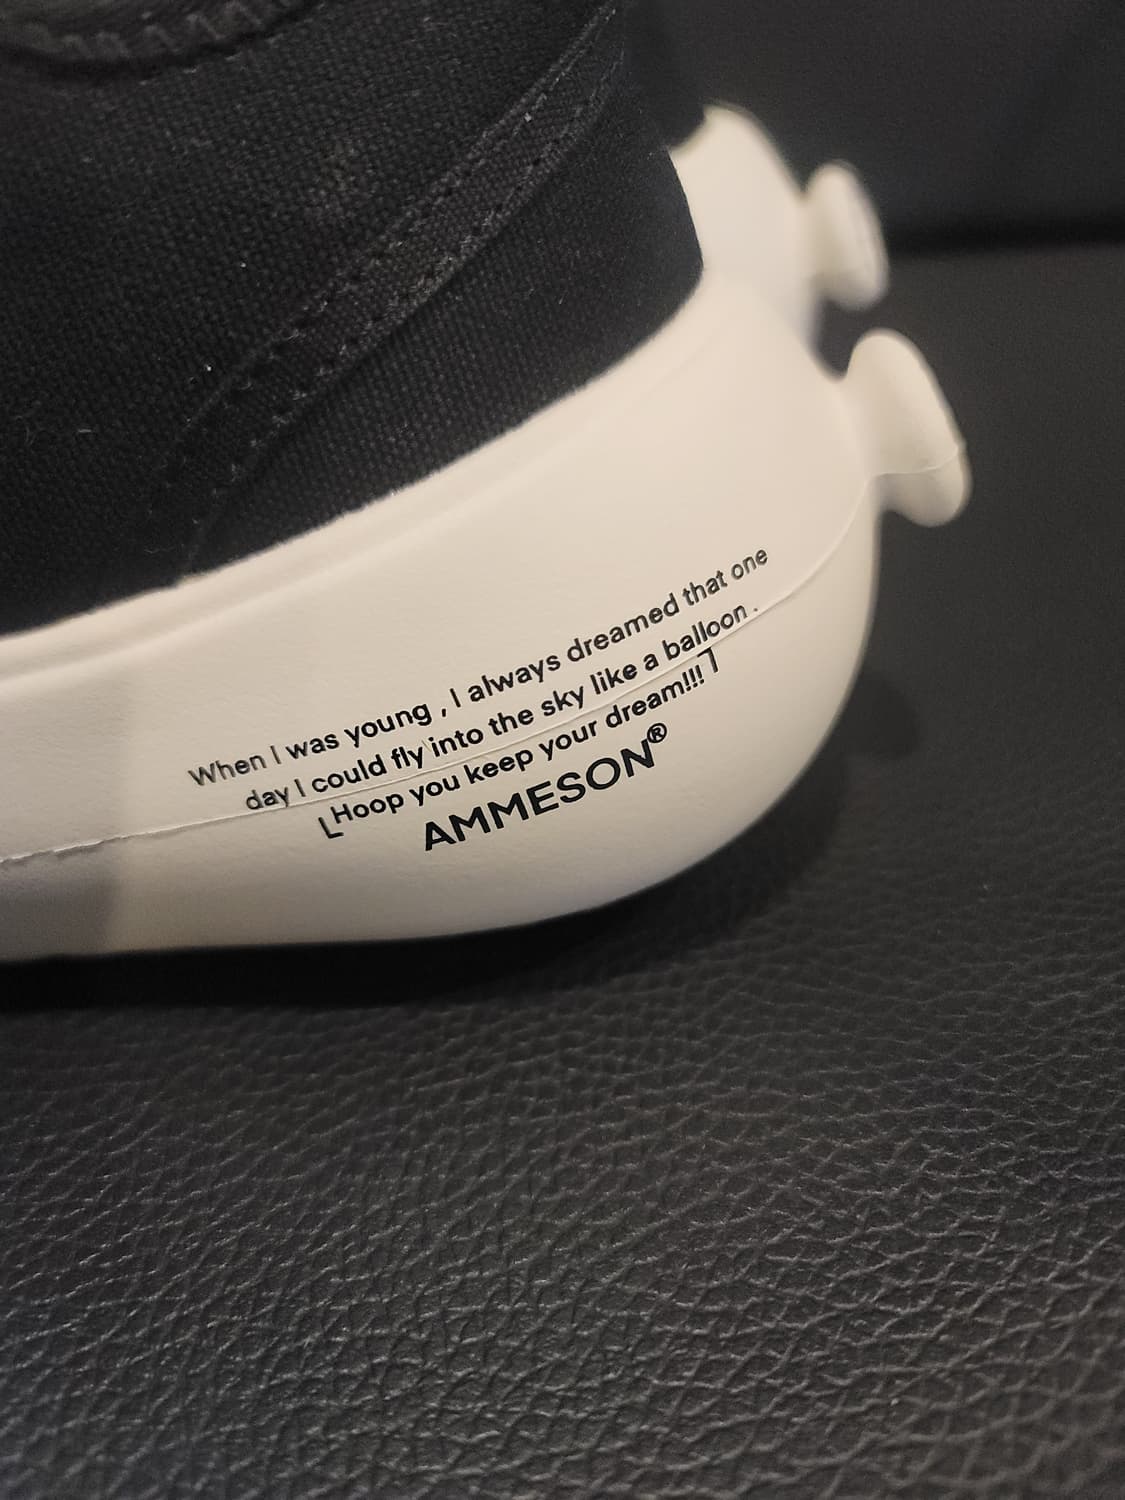 When I was young , I always dreamed that one
day I could fly into the sky like a balloon .
「Hoop you keep your dream!!!」
AMMESON®